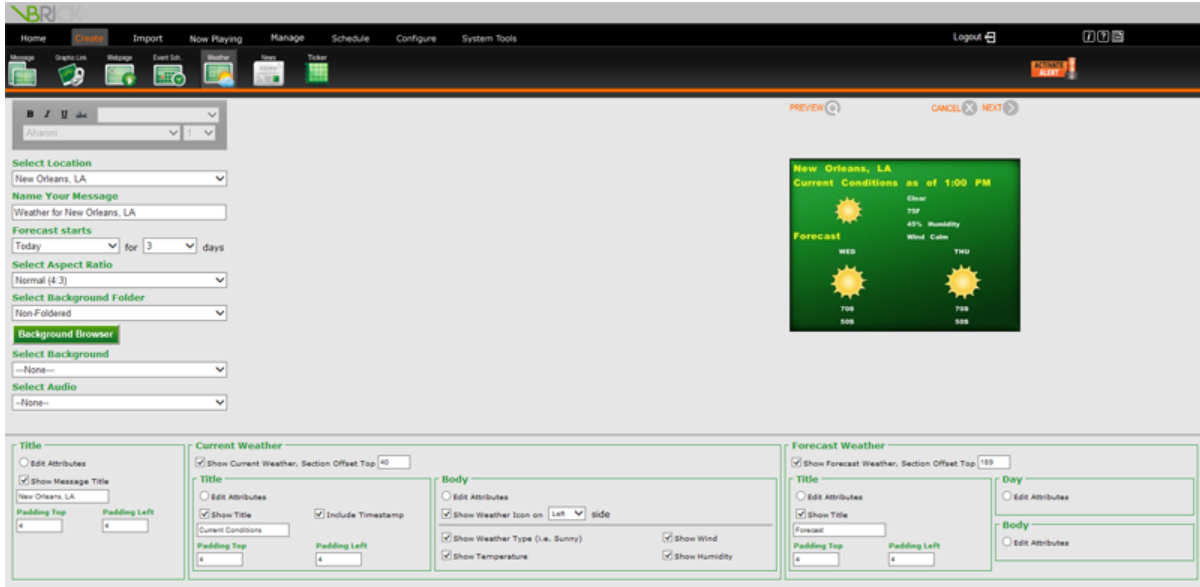 VBRICK
Home Create Import Now Playing Manage Schedule Configure System Tools Logout
Message Graphic Link Webpage Event Sch. Weather News Ticker
ACTIVATE
ALERT
B I U abc
Aharoni 1
PREVIEW CANCEL NEXT
Select Location
New Orleans, LA
Name Your Message
Weather for New Orleans, LA
Forecast starts
Today for 3 days
Select Aspect Ratio
Normal (4:3)
Select Background Folder
Non-Foldered
Background Browser
Select Background
---None---
Select Audio
--None--
New Orleans, LA
Current Conditions as of 1:00 PM
Clear
75F
45% Humidity
Wind Calm
Forecast
WED THU
70S 70S
50S 50S
Title
Edit Attributes
Show Message Title
New Orleans, LA
Padding Top Padding Left
4 4
Current Weather
Show Current Weather, Section Offset Top 40
Title
Edit Attributes
Show Title Include Timestamp
Current Conditions
Padding Top Padding Left
4 4
Body
Edit Attributes
Show Weather Icon on Left side
Show Weather Type (i.e. Sunny) Show Wind
Show Temperature Show Humidity
Forecast Weather
Show Forecast Weather, Section Offset Top 189
Title
Edit Attributes
Show Title
Forecast
Padding Top Padding Left
4 4
Day
Edit Attributes
Body
Edit Attributes